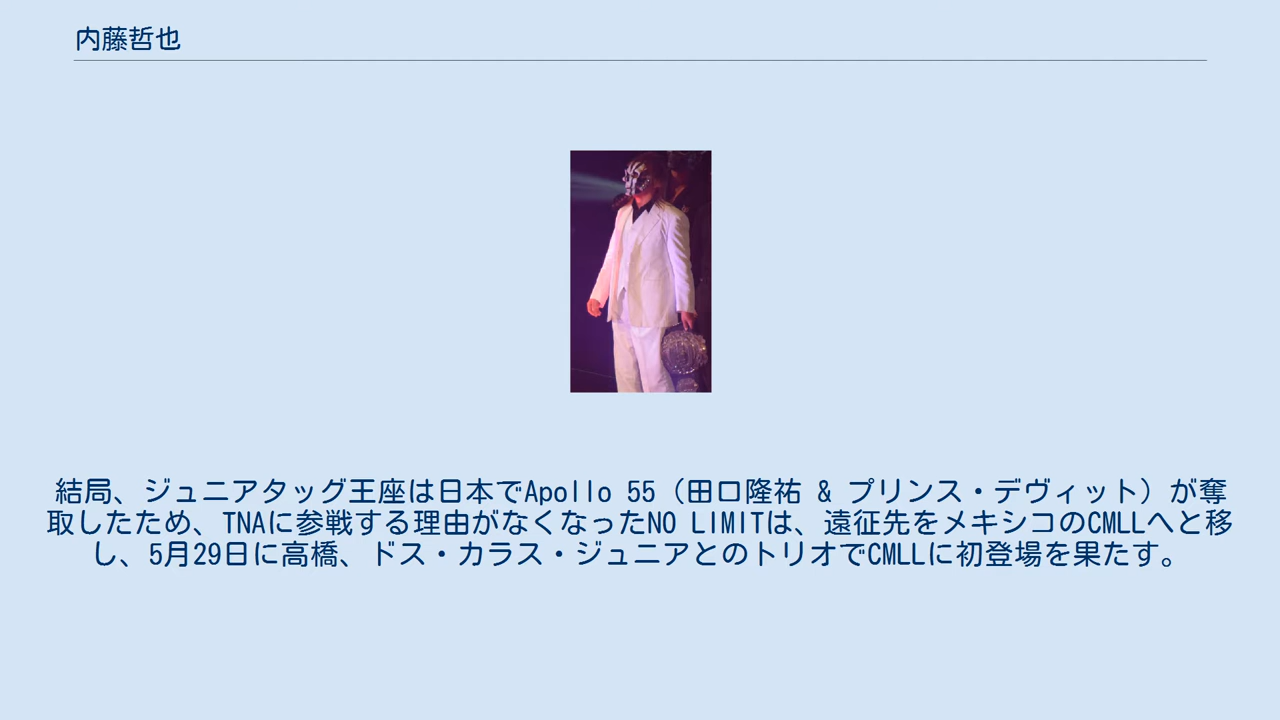 内藤哲也
結局、ジュニアタッグ王座は日本でApollo 55（田口隆祐 & プリンス・デヴィット）が奪
取したため、TNAに参戦する理由がなくなったNO LIMITは、遠征先をメキシコのCMLLへと移
し、5月29日に高橋、ドス・カラス・ジュニアとのトリオでCMLLに初登場を果たす。